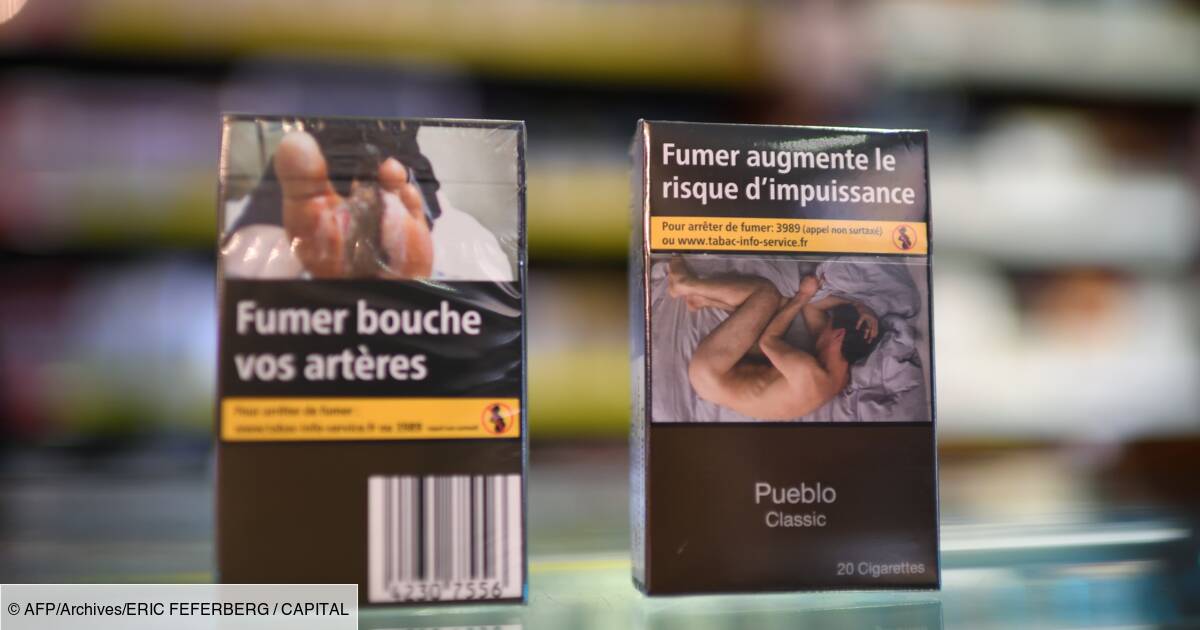 Fumer bouche
vos artères
Pour arrêter de fumer :
www.tabac-info-service.fr ou 3989
4230 7556
Fumer augmente le
risque d'impuissance
Pour arrêter de fumer: 3989 (appel non surtaxé)
ou www.tabac-info-service.fr
Pueblo
Classic
20 Cigarettes
© AFP/Archives/ERIC FEFERBERG / CAPITAL